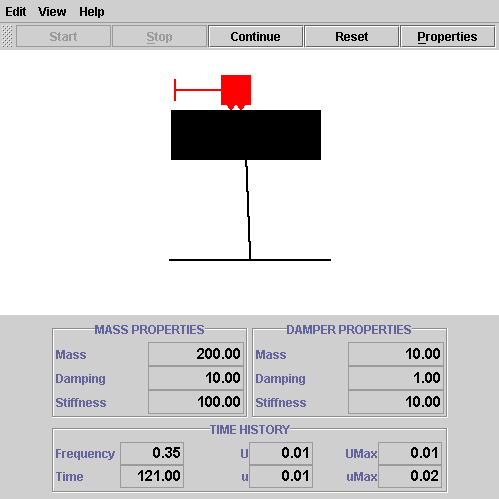 Edit View Help
Start Stop Continue Reset Properties
MASS PROPERTIES DAMPER PROPERTIES
Mass 200.00 Mass 10.00
Damping 10.00 Damping 1.00
Stiffness 100.00 Stiffness 10.00
TIME HISTORY
Frequency 0.35 U 0.01 UMax 0.01
Time 121.00 u 0.01 uMax 0.02